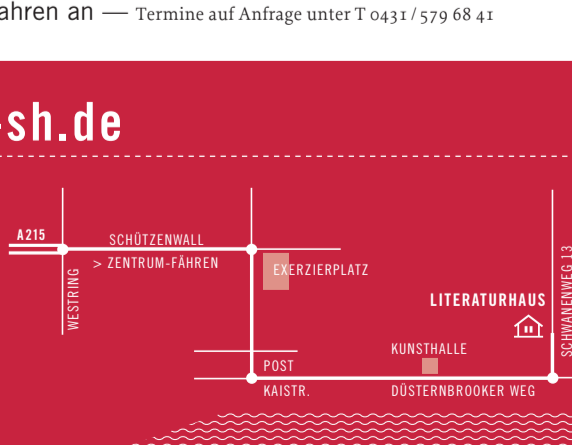 ahren an — Termine auf Anfrage unter T 0431 / 579 68 41
-sh.de
A215
SCHÜTZENWALL
> ZENTRUM-FÄHREN
WESTRING
EXERZIERPLATZ
LITERATURHAUS
SCHWANENWEG 13
KUNSTHALLE
POST
KAISTR.
DÜSTERNBROOKER WEG